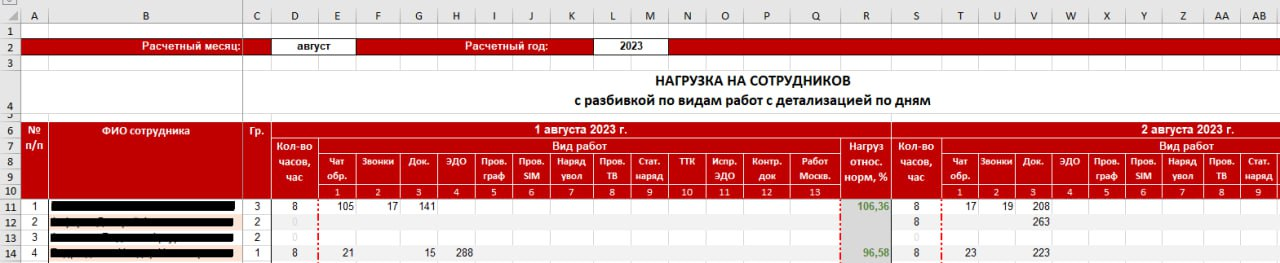 A B C D E F G H I J K L M N O P Q R S T U V W X Y Z AA AB
1
2 Расчетный месяц: август Расчетный год: 2023
3
НАГРУЗКА НА СОТРУДНИКОВ
4 с разбивкой по видам работ с детализацией по дням
5
6 № п/п ФИО сотрудника Гр. 1 августа 2023 г. 2 августа 2023 г.
7 Кол-во часов, час Вид работ Нагруз относ. норм, % Кол-во часов, час Вид работ
8 Чат обр. Звонки Док. ЭДО Пров. граф Пров. SIM Наряд увол Пров. ТВ Стат. наряд ТТК Испр. ЭДО Контр. док Работ Москв. Чат обр. Звонки Док. ЭДО Пров. граф Пров. SIM Наряд увол Пров. ТВ Стат. наряд
9
10 1 2 3 4 5 6 7 8 9 10 11 12 13 1 2 3 4 5 6 7 8 9
11 1 3 8 105 17 141 106,36 8 17 19 208
12 2 2 0 8 263
13 3 2 0 0
14 4 1 8 21 15 288 96,58 8 23 223